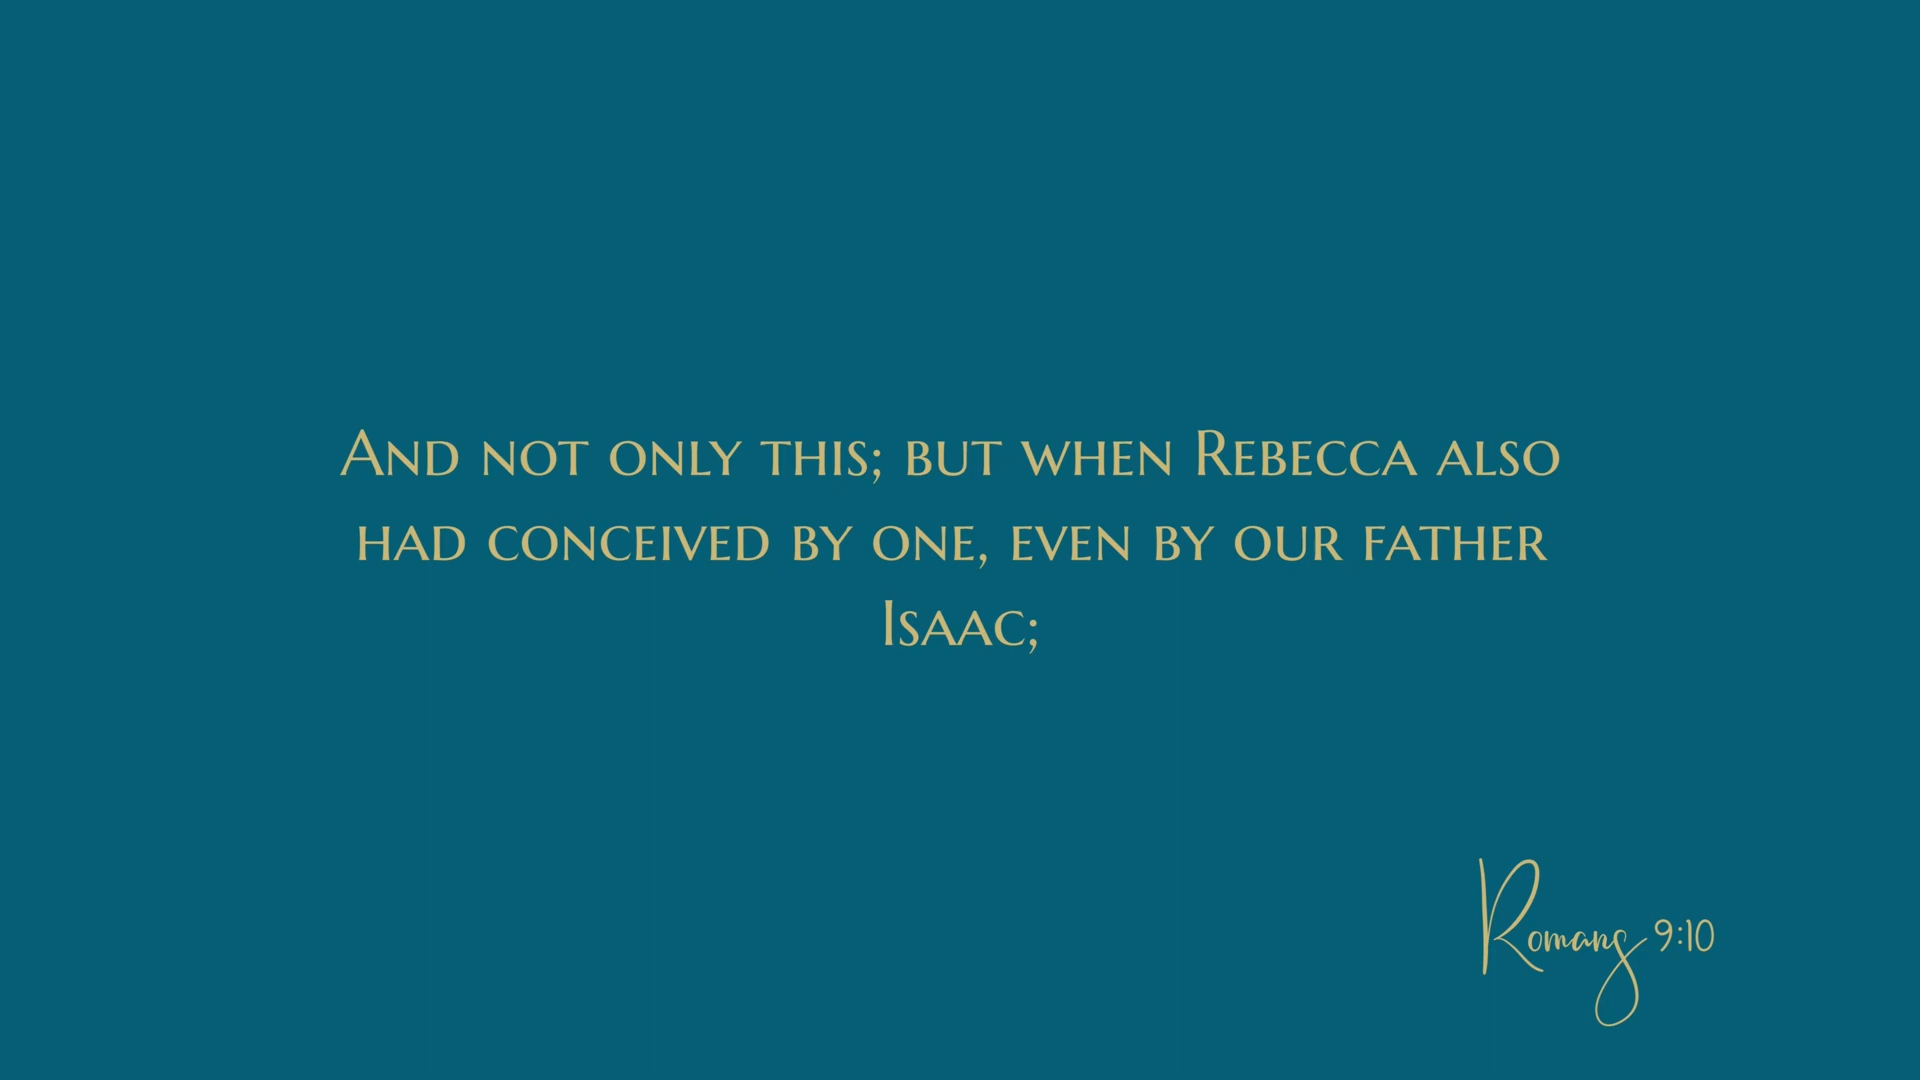 And not only this; but when Rebecca also
had conceived by one, even by our father
Isaac;
Romans 9:10